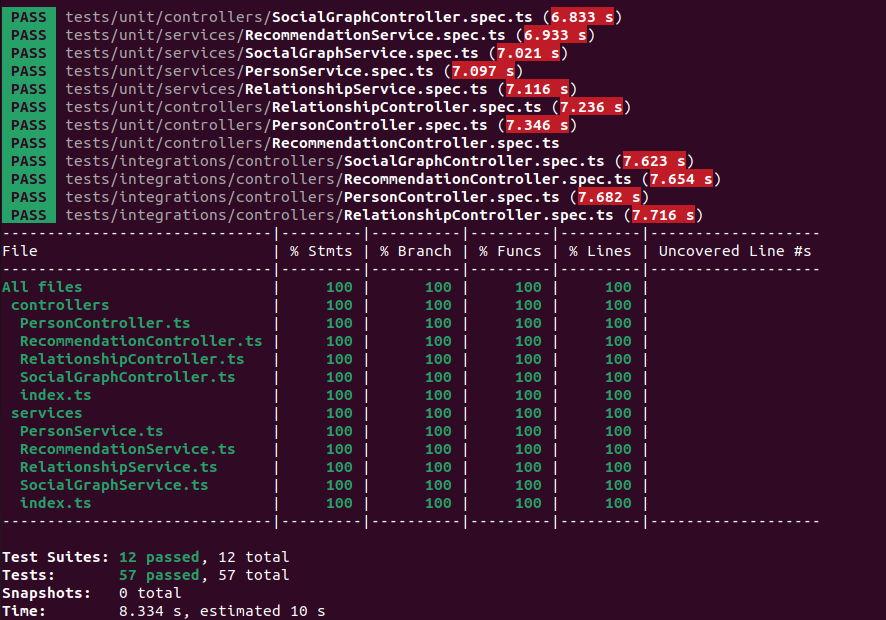 PASS tests/unit/controllers/SocialGraphController.spec.ts (6.833 s)
PASS tests/unit/services/RecommendationService.spec.ts (6.933 s)
PASS tests/unit/services/SocialGraphService.spec.ts (7.021 s)
PASS tests/unit/services/PersonService.spec.ts (7.097 s)
PASS tests/unit/services/RelationshipService.spec.ts (7.116 s)
PASS tests/unit/controllers/RelationshipController.spec.ts (7.236 s)
PASS tests/unit/controllers/PersonController.spec.ts (7.346 s)
PASS tests/unit/controllers/RecommendationController.spec.ts
PASS tests/integrations/controllers/SocialGraphController.spec.ts (7.623 s)
PASS tests/integrations/controllers/RecommendationController.spec.ts (7.654 s)
PASS tests/integrations/controllers/PersonController.spec.ts (7.682 s)
PASS tests/integrations/controllers/RelationshipController.spec.ts (7.716 s)
------------------------------|---------|----------|---------|---------|-------------------
File                          | % Stmts | % Branch | % Funcs | % Lines | Uncovered Line #s
------------------------------|---------|----------|---------|---------|-------------------
All files                     |     100 |      100 |     100 |     100 |
 controllers                  |     100 |      100 |     100 |     100 |
  PersonController.ts         |     100 |      100 |     100 |     100 |
  RecommendationController.ts |     100 |      100 |     100 |     100 |
  RelationshipController.ts   |     100 |      100 |     100 |     100 |
  SocialGraphController.ts    |     100 |      100 |     100 |     100 |
  index.ts                    |     100 |      100 |     100 |     100 |
 services                     |     100 |      100 |     100 |     100 |
  PersonService.ts            |     100 |      100 |     100 |     100 |
  RecommendationService.ts    |     100 |      100 |     100 |     100 |
  RelationshipService.ts      |     100 |      100 |     100 |     100 |
  SocialGraphService.ts       |     100 |      100 |     100 |     100 |
  index.ts                    |     100 |      100 |     100 |     100 |
------------------------------|---------|----------|---------|---------|-------------------
Test Suites: 12 passed, 12 total
Tests:       57 passed, 57 total
Snapshots:   0 total
Time:        8.334 s, estimated 10 s